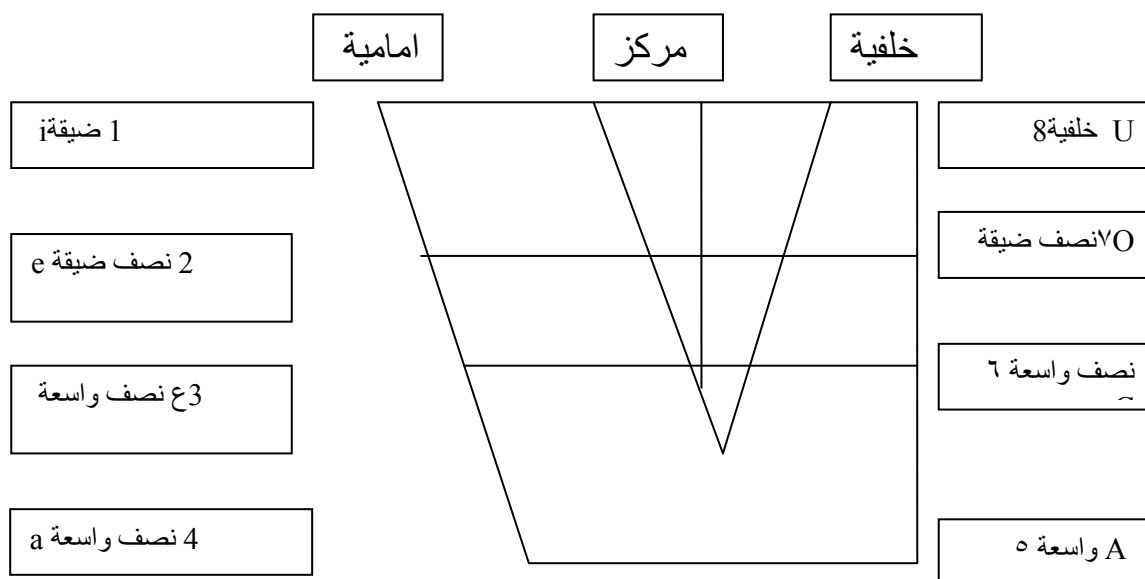 خلفية
مركز
امامية
U خلفية8
1 ضيقةi
O٧نصف ضيقة
2 نصف ضيقة e
نصف واسعة ٦
3ع نصف واسعة
A واسعة ٥
4 نصف واسعة a